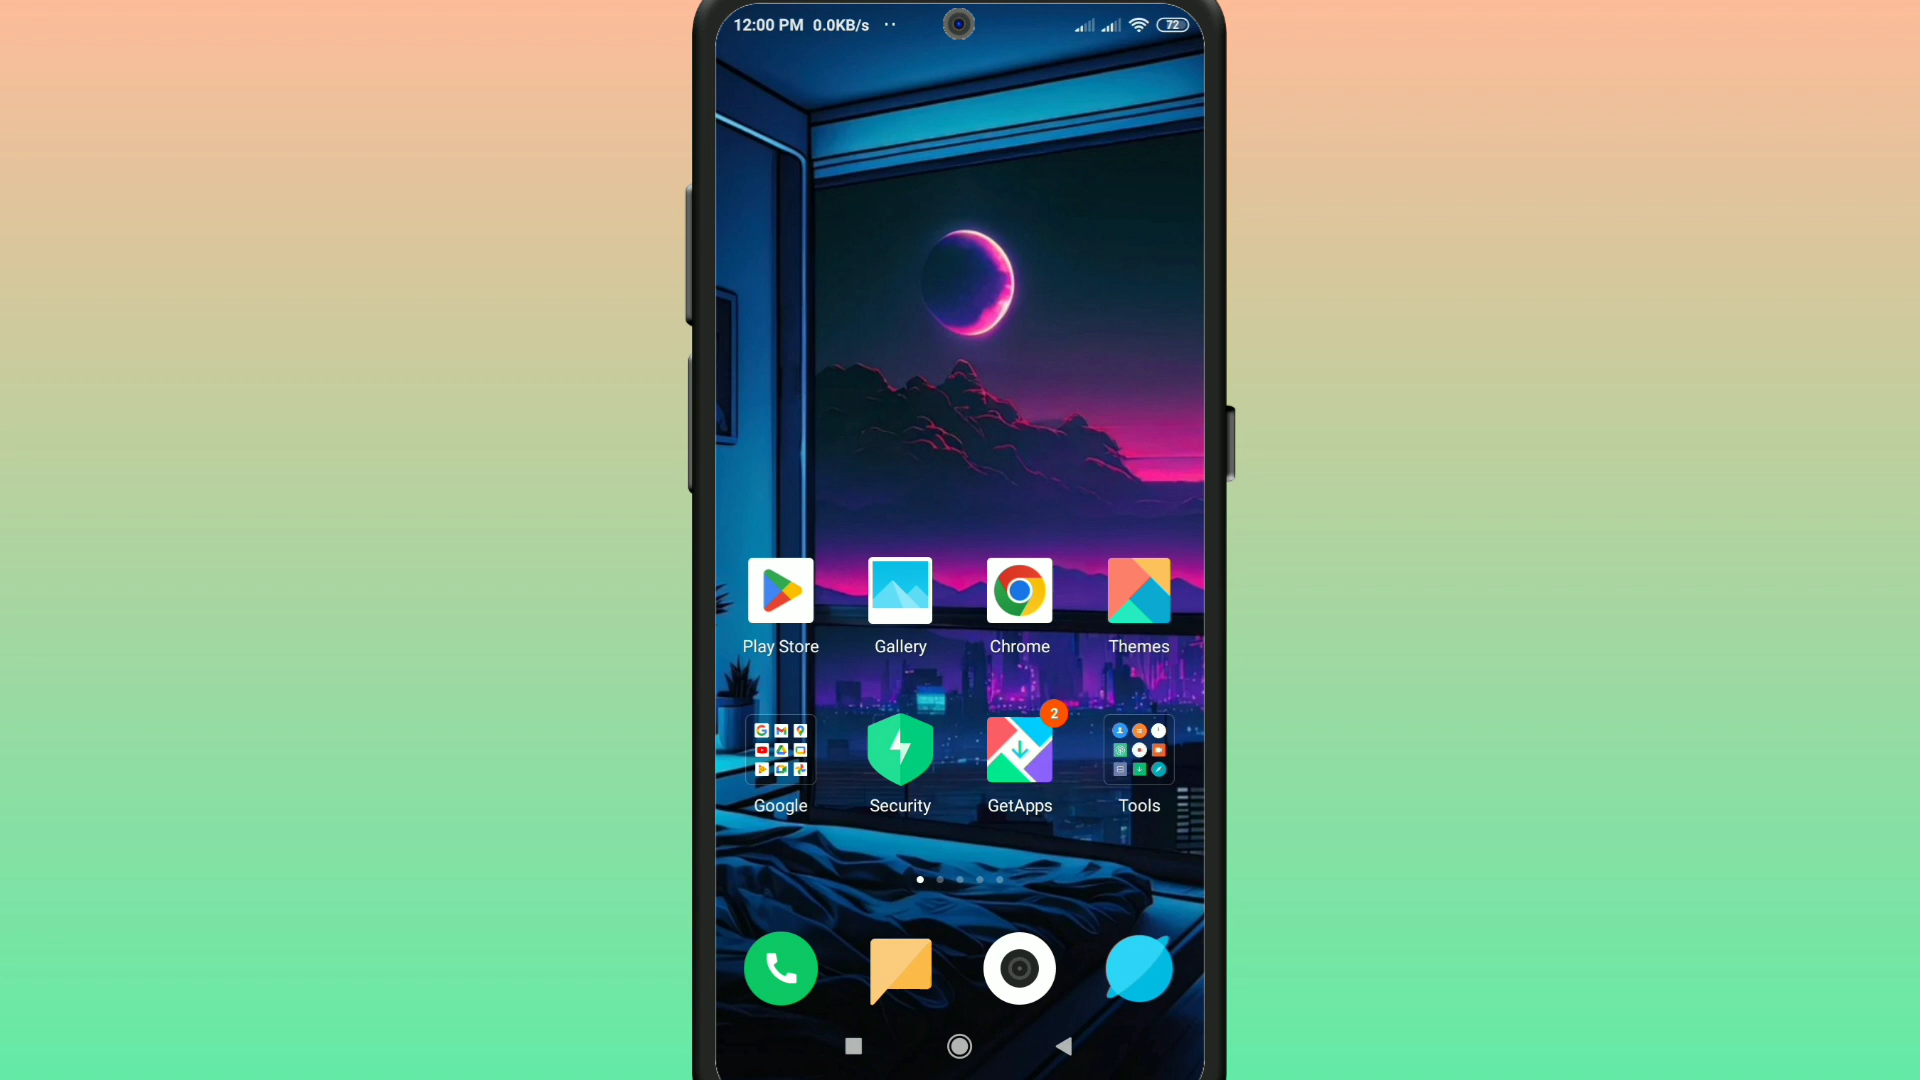 12:00 PM 0.0KB/s 72
Play Store Gallery Chrome Themes
2
Google Security GetApps Tools